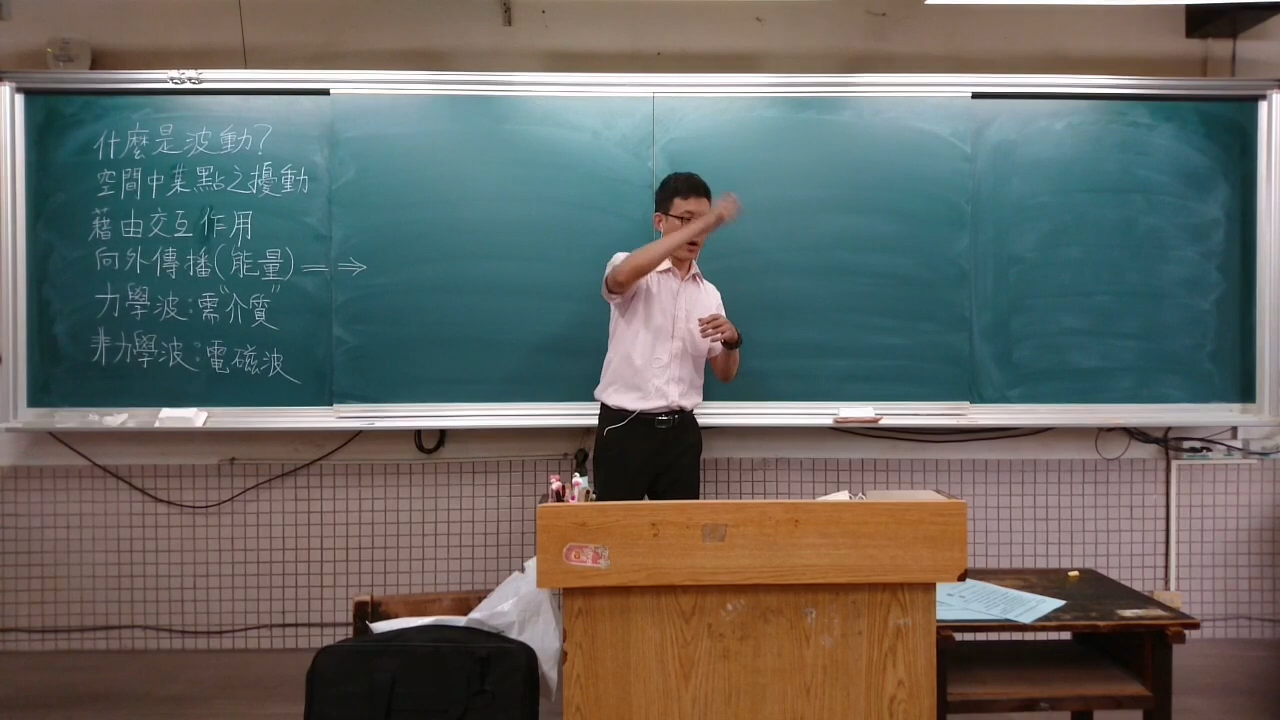 什麼是波動?
空間中某點之擾動
藉由交互作用
向外傳播(能量)==>
力學波:需"介質"
非力學波:電磁波